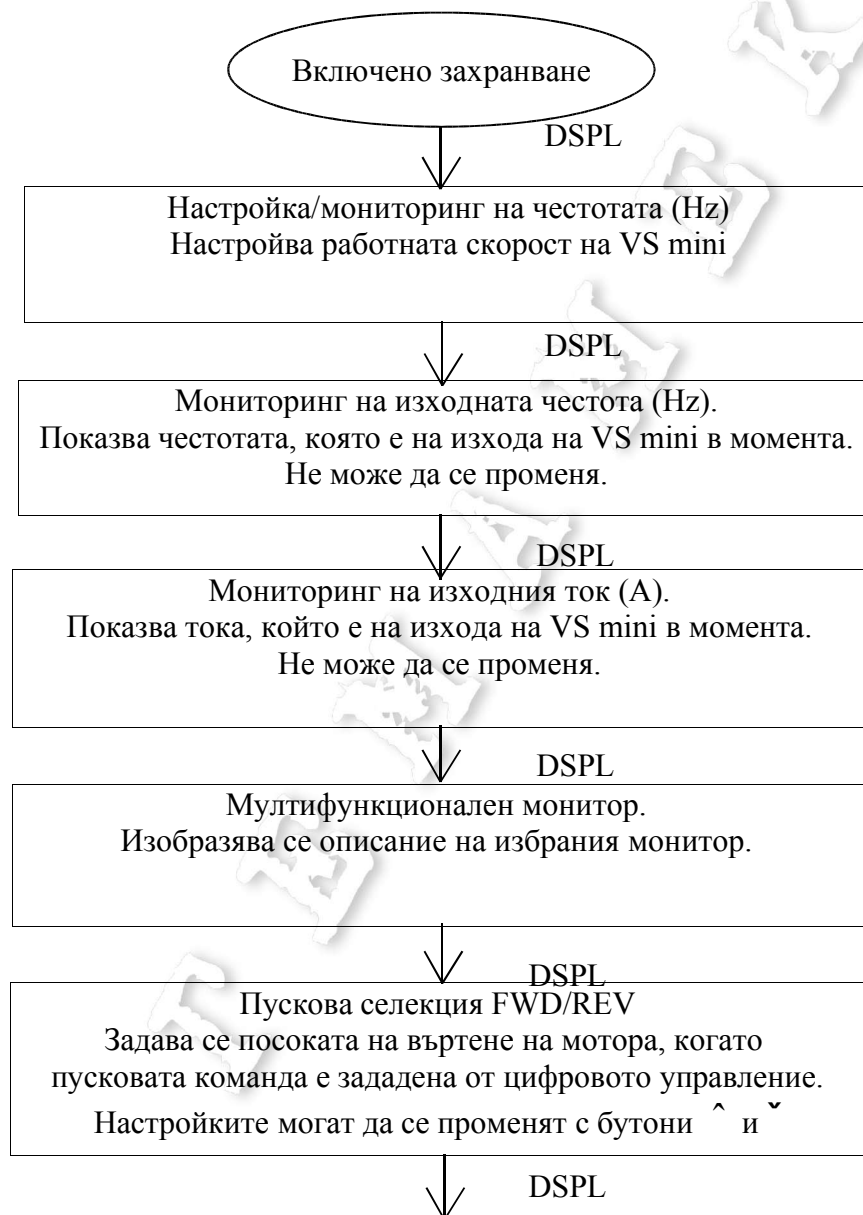 Включено захранване
DSPL
Настройка/мониторинг на честотата (Hz)
Настройва работната скорост на VS mini
DSPL
Мониторинг на изходната честота (Hz).
Показва честотата, която е на изхода на VS mini в момента.
Не може да се променя.
DSPL
Мониторинг на изходния ток (А).
Показва тока, който е на изхода на VS mini в момента.
Не може да се променя.
DSPL
Мултифункционален монитор.
Изобразява се описание на избрания монитор.
DSPL
Пускова селекция FWD/REV
Задава се посоката на въртене на мотора, когато
пусковата команда е зададена от цифровото управление.
Настройките могат да се променят с бутони ˆ и ˇ
DSPL